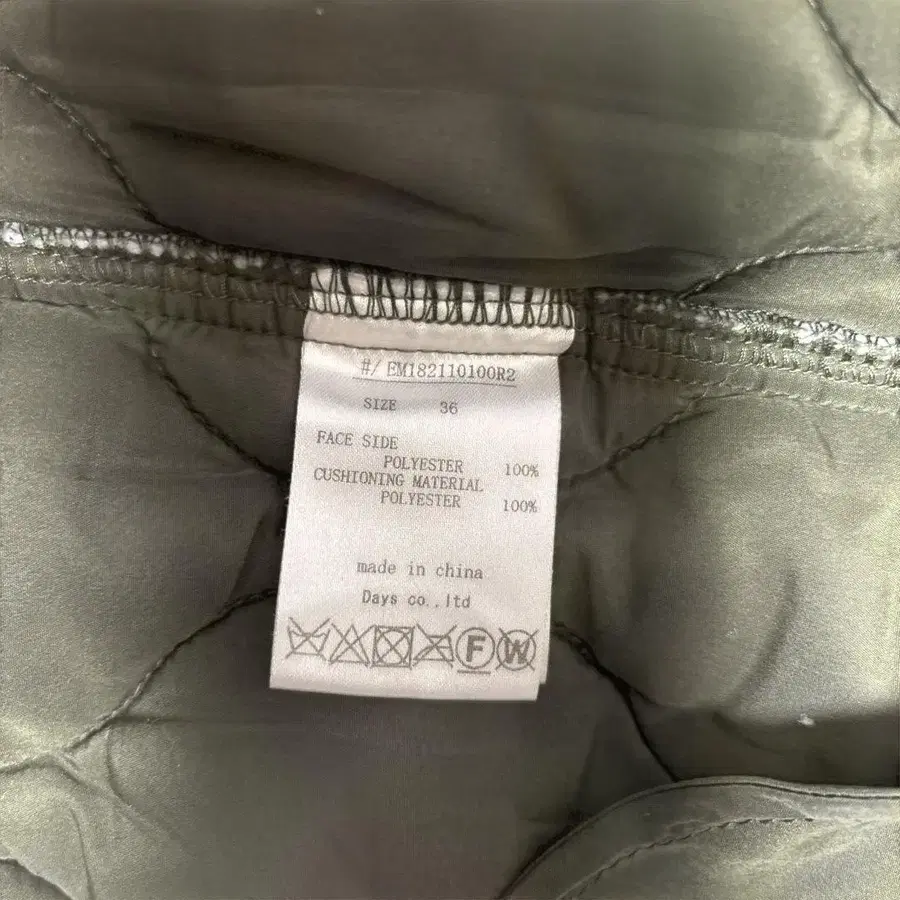 #/ EM182110100R2
SIZE 36
FACE SIDE
POLYESTER 100%
CUSHIONING MATERIAL
POLYESTER 100%
made in china
Days co.,ltd
F W